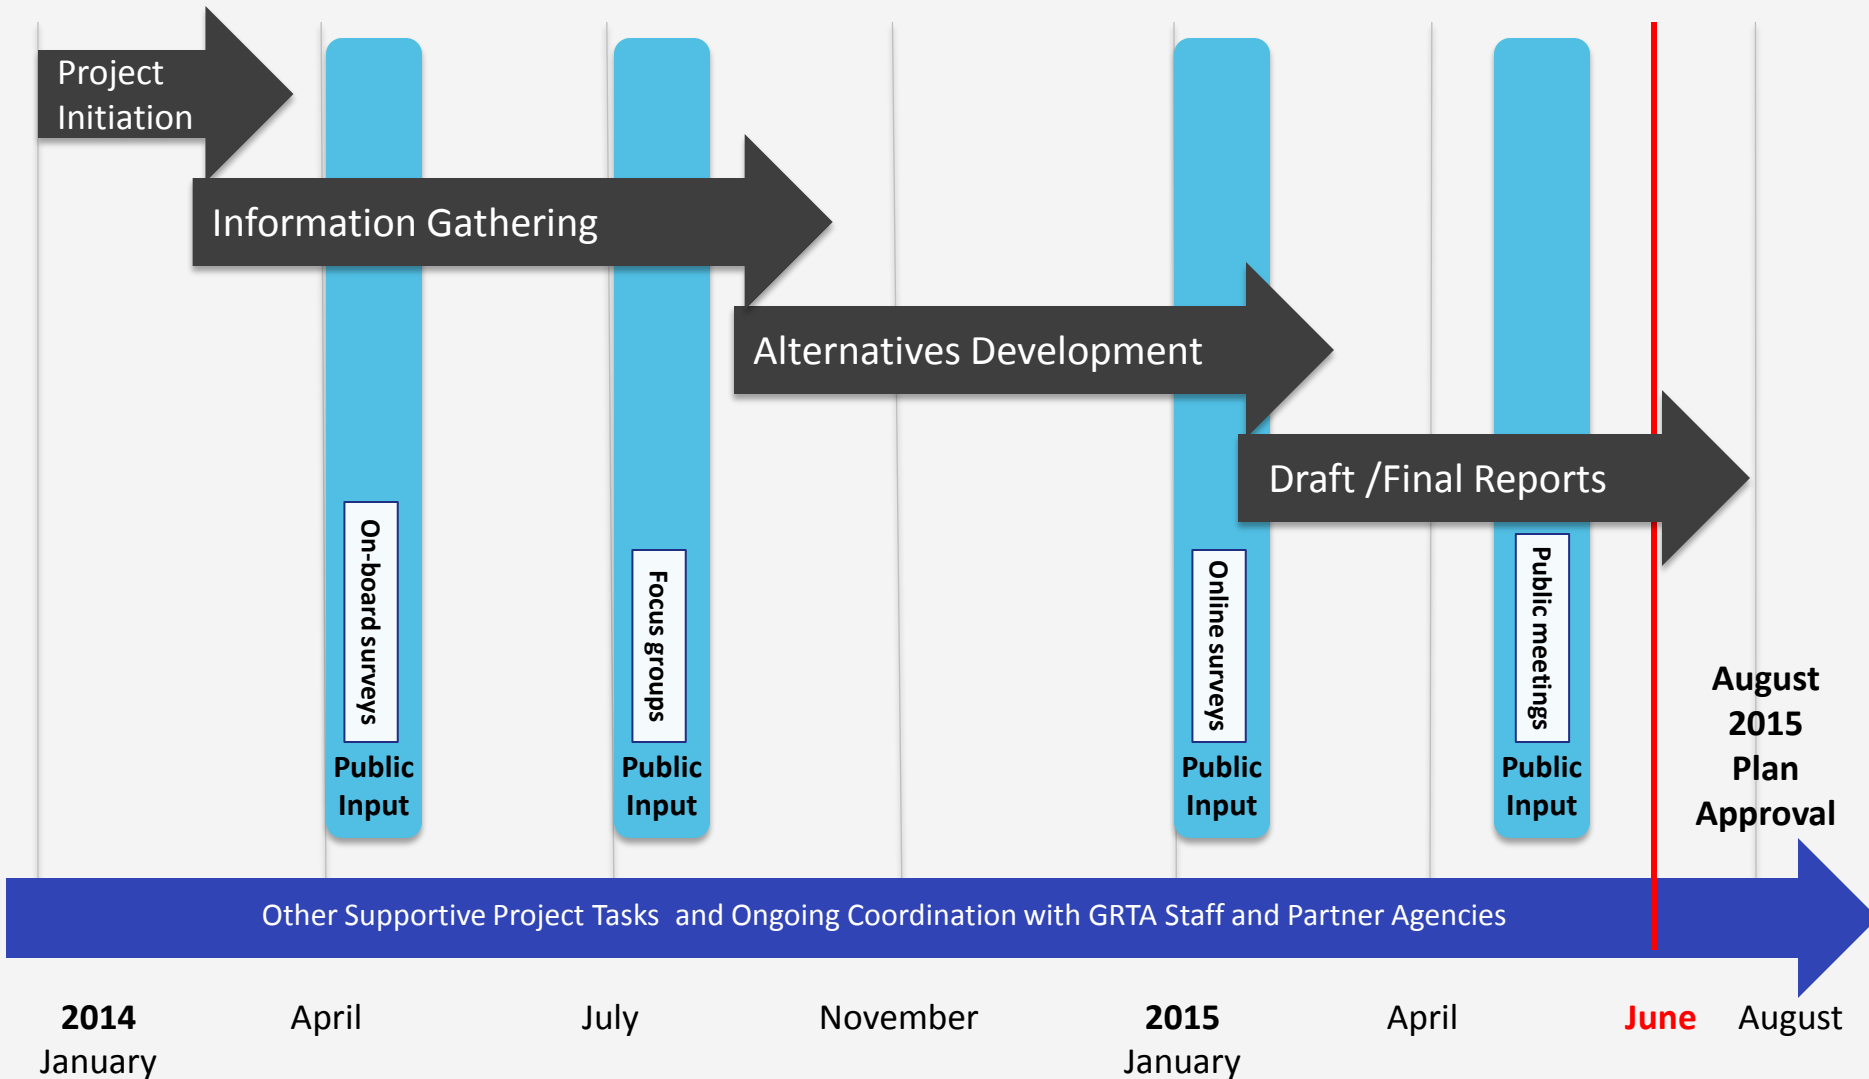 Project
Initiation
Information Gathering
Alternatives Development
Draft /Final Reports
On-board surveys
Public
Input
Focus groups
Public
Input
Online surveys
Public
Input
Public meetings
Public
Input
August
2015
Plan
Approval
Other Supportive Project Tasks  and Ongoing Coordination with GRTA Staff and Partner Agencies
2014
January
April
July
November
2015
January
April
June
August